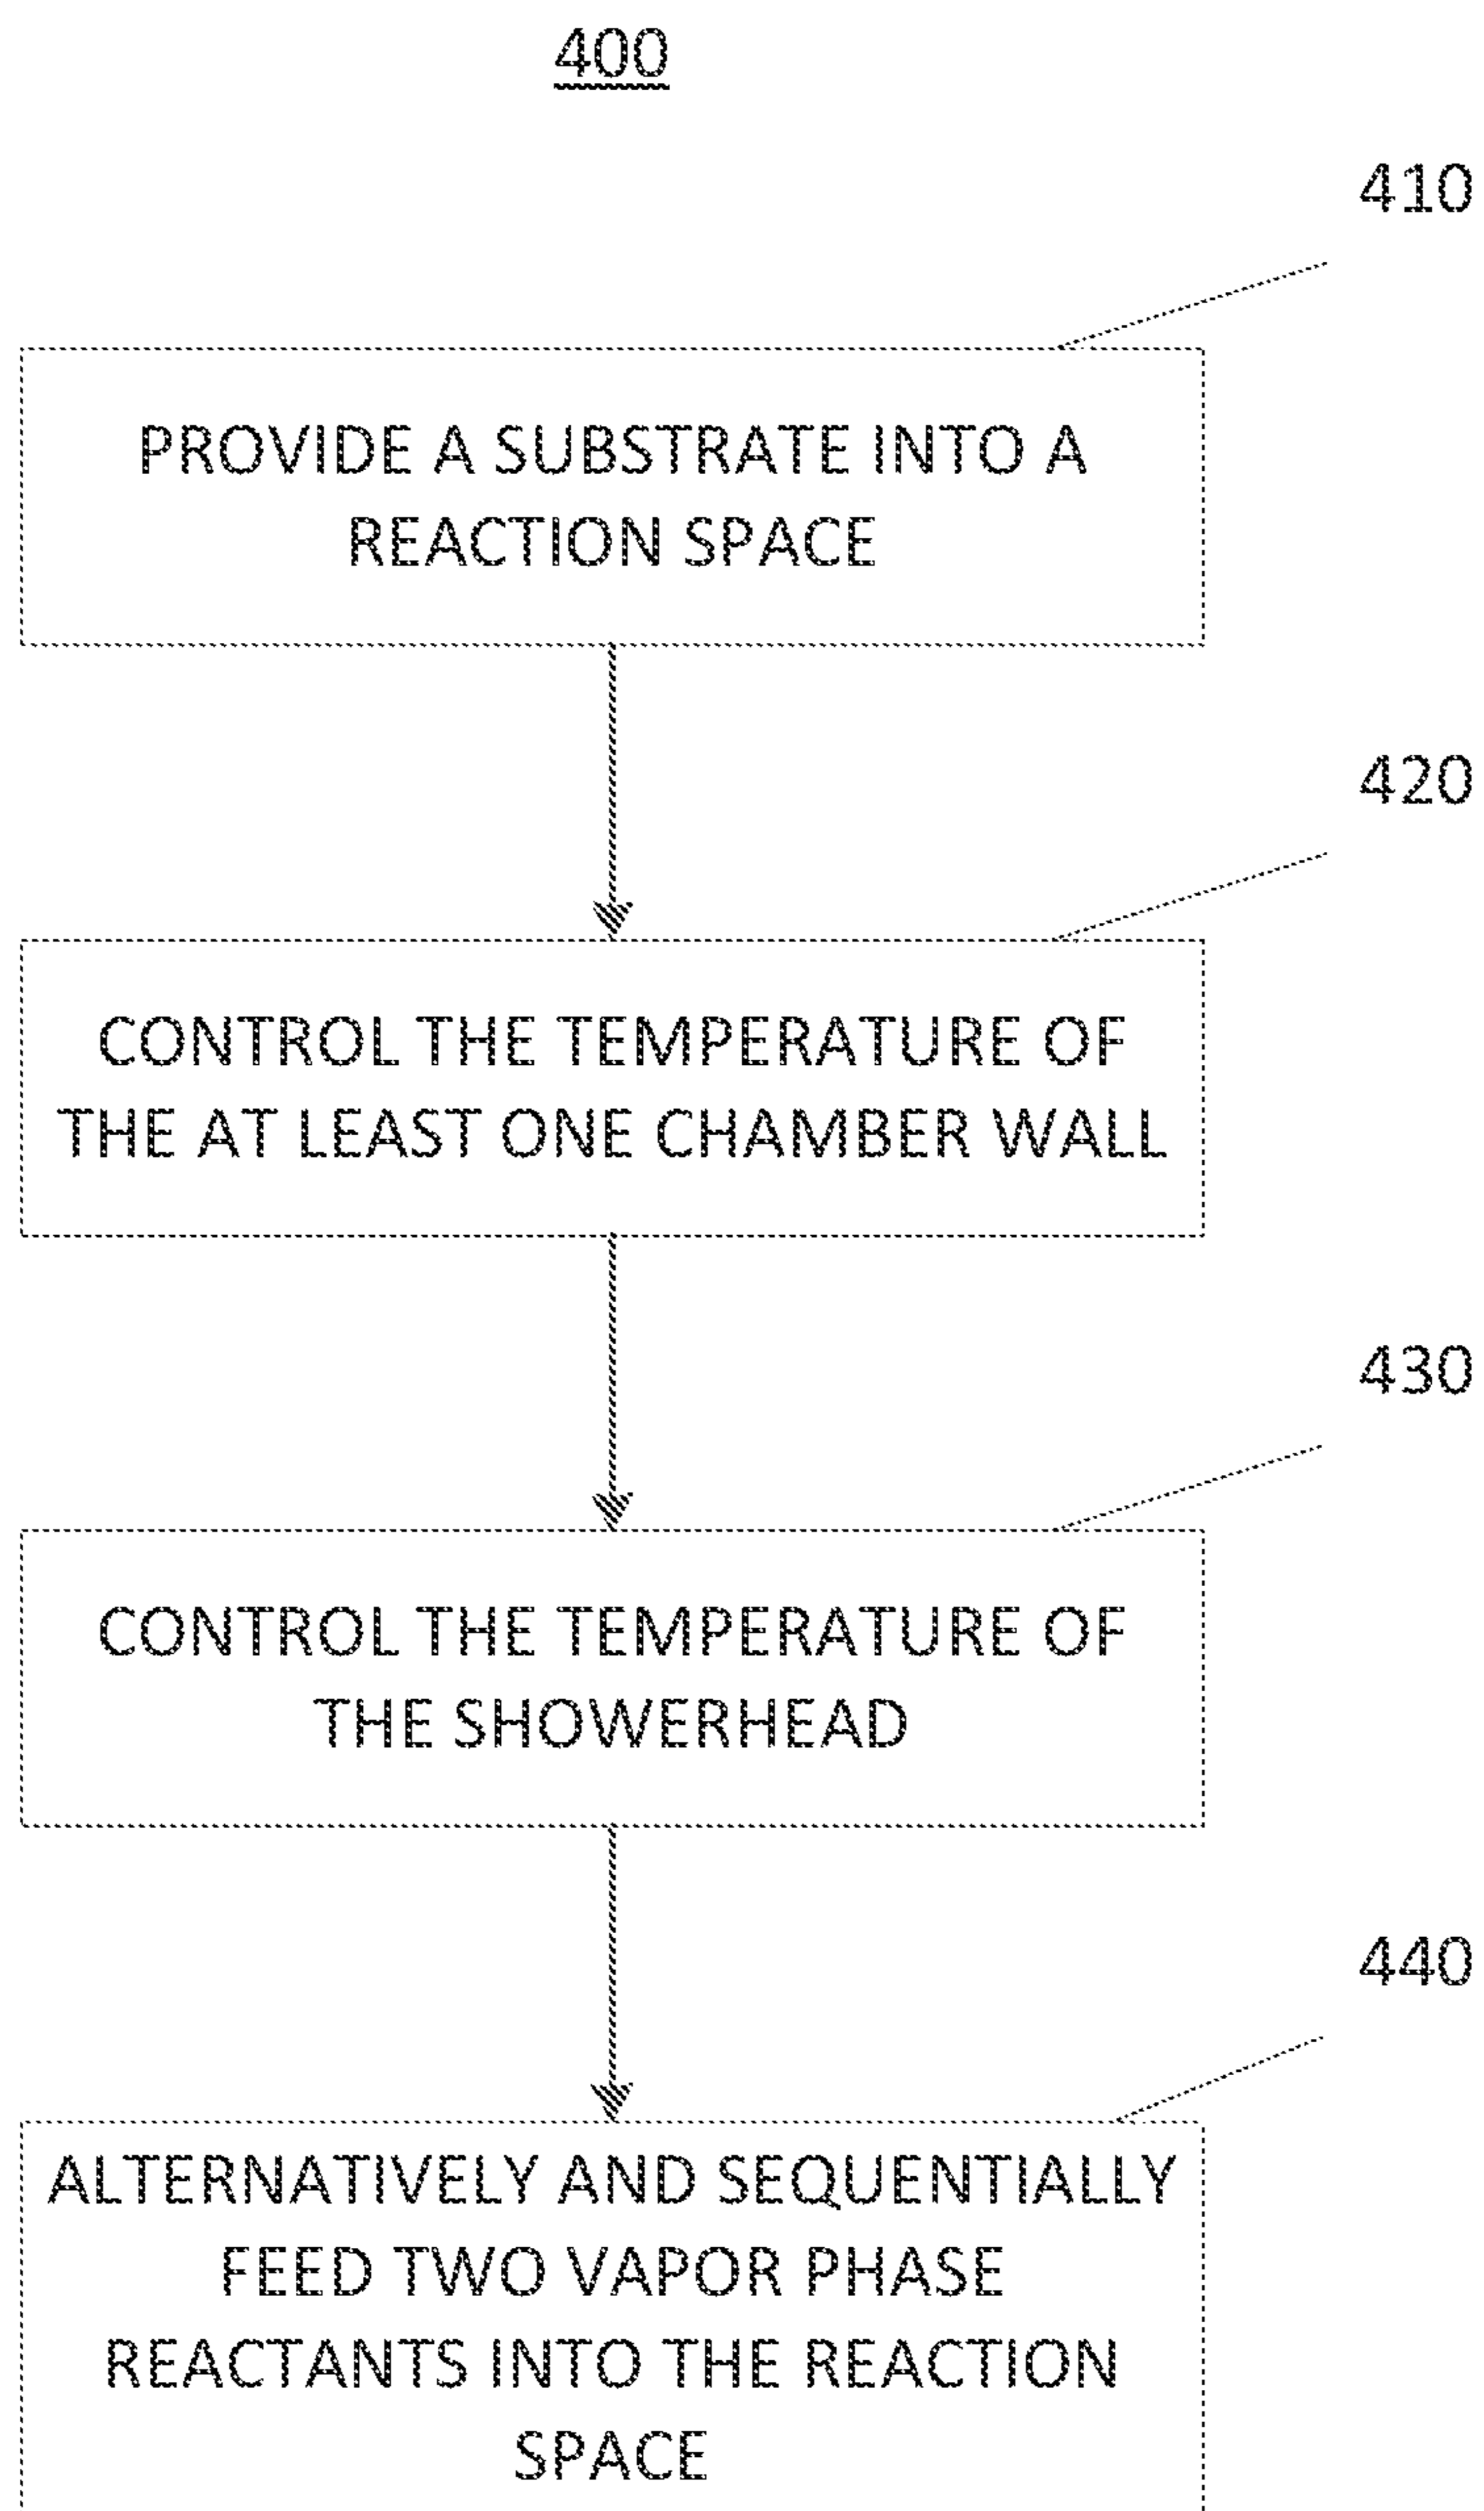 400
410
PROVIDE A SUBSTRATE INTO A
REACTION SPACE
420
CONTROL THE TEMPERATURE OF
THE AT LEAST ONE CHAMBER WALL
430
CONTROL THE TEMPERATURE OF
THE SHOWERHEAD
440
ALTERNATIVELY AND SEQUENTIALLY
FEED TWO VAPOR PHASE
REACTANTS INTO THE REACTION
SPACE